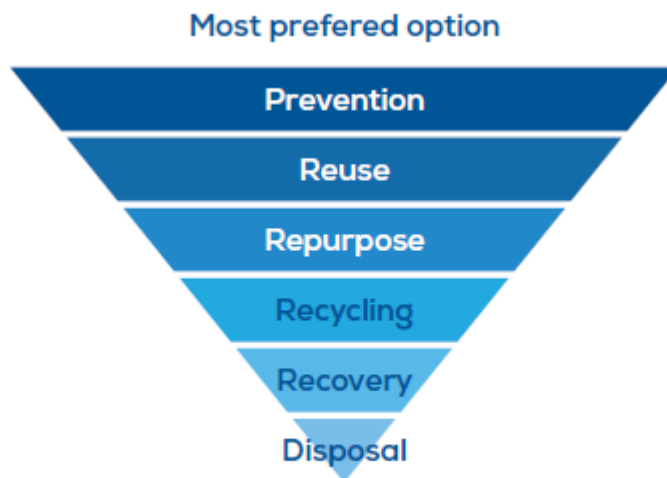 Most prefered option
Prevention
Reuse
Repurpose
Recycling
Recovery
Disposal